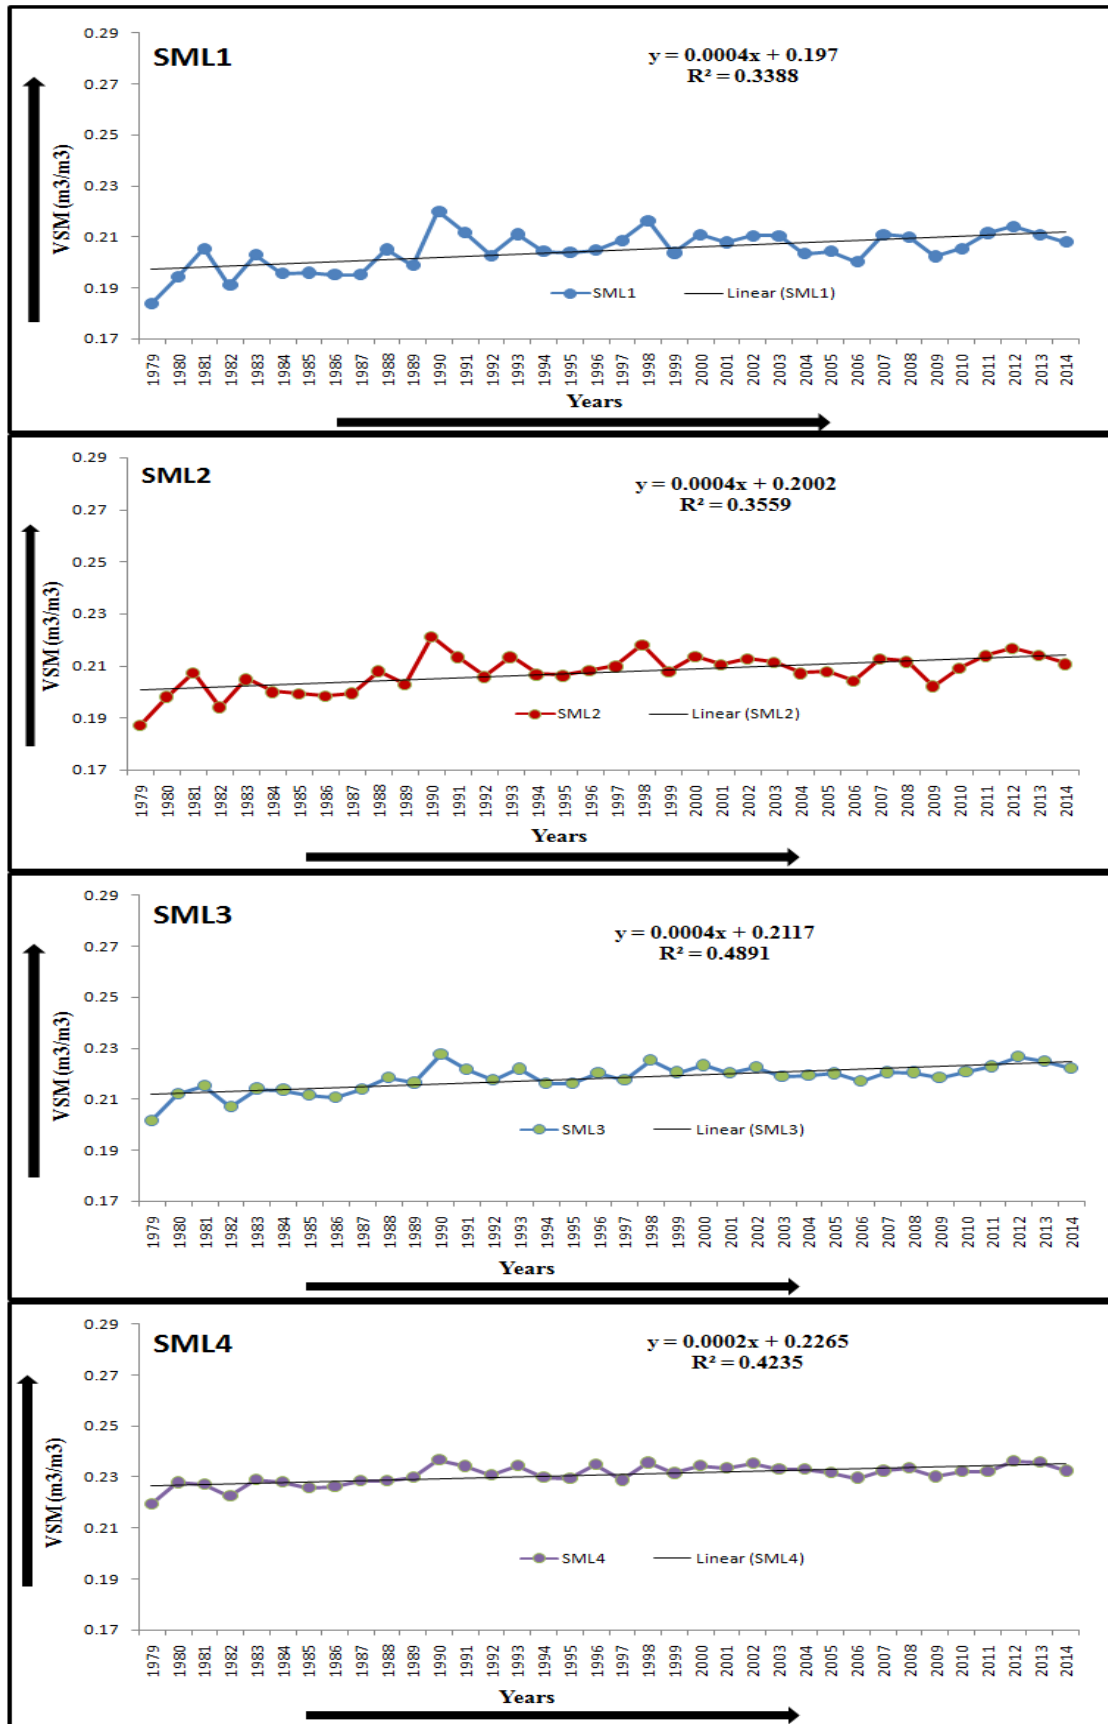 SML1
y = 0.0004x + 0.197
R² = 0.3388
0.29
0.27
0.25
0.23
0.21
0.19
0.17
VSM (m3/m3)
SML1 Linear (SML1)
1979 1980 1981 1982 1983 1984 1985 1986 1987 1988 1989 1990 1991 1992 1993 1994 1995 1996 1997 1998 1999 2000 2001 2002 2003 2004 2005 2006 2007 2008 2009 2010 2011 2012 2013 2014
Years
SML2
y = 0.0004x + 0.2002
R² = 0.3559
0.29
0.27
0.25
0.23
0.21
0.19
0.17
VSM (m3/m3)
SML2 Linear (SML2)
1979 1980 1981 1982 1983 1984 1985 1986 1987 1988 1989 1990 1991 1992 1993 1994 1995 1996 1997 1998 1999 2000 2001 2002 2003 2004 2005 2006 2007 2008 2009 2010 2011 2012 2013 2014
Years
SML3
y = 0.0004x + 0.2117
R² = 0.4891
0.29
0.27
0.25
0.23
0.21
0.19
0.17
VSM (m3/m3)
SML3 Linear (SML3)
1979 1980 1981 1982 1983 1984 1985 1986 1987 1988 1989 1990 1991 1992 1993 1994 1995 1996 1997 1998 1999 2000 2001 2002 2003 2004 2005 2006 2007 2008 2009 2010 2011 2012 2013 2014
Years
SML4
y = 0.0002x + 0.2265
R² = 0.4235
0.29
0.27
0.25
0.23
0.21
0.19
0.17
VSM (m3/m3)
SML4 Linear (SML4)
1979 1980 1981 1982 1983 1984 1985 1986 1987 1988 1989 1990 1991 1992 1993 1994 1995 1996 1997 1998 1999 2000 2001 2002 2003 2004 2005 2006 2007 2008 2009 2010 2011 2012 2013 2014
Years